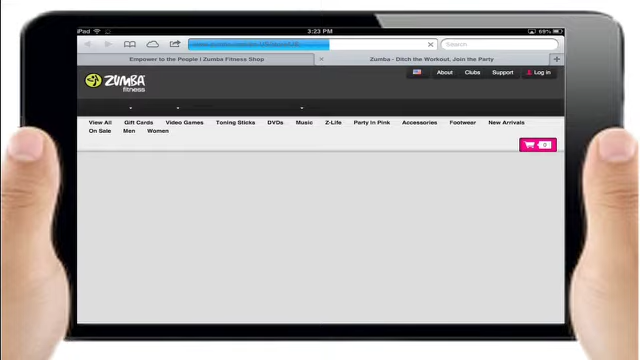 iPad 3:23 PM 69%
Search
Empower to the People | Zumba Fitness Shop Zumba - Ditch the Workout, Join the Party
ZUMBA fitness About Clubs Support Log in
View All Gift Cards Video Games Toning Sticks DVDs Music Z-Life Party In Pink Accessories Footwear New Arrivals
On Sale Men Women
0